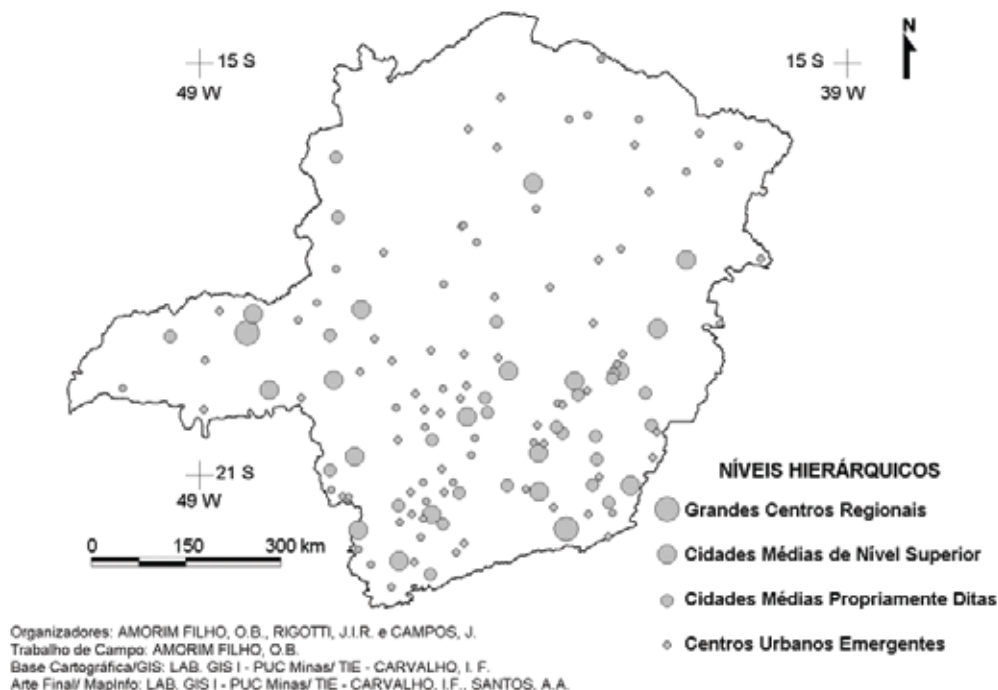 N
15 S
49 W
15 S
39 W
21 S
49 W
0 150 300 km
NÍVEIS HIERÁRQUICOS
Grandes Centros Regionais
Cidades Médias de Nível Superior
Cidades Médias Propriamente Ditas
Centros Urbanos Emergentes
Organizadores: AMORIM FILHO, O.B., RIGOTTI, J.I.R. e CAMPOS, J.
Trabalho de Campo: AMORIM FILHO, O.B.
Base Cartográfica/GIS: LAB. GIS I - PUC Minas/ TIE - CARVALHO, I. F.
Arte Final/ MapInfo: LAB. GIS I - PUC Minas/ TIE - CARVALHO, I.F., SANTOS, A.A.